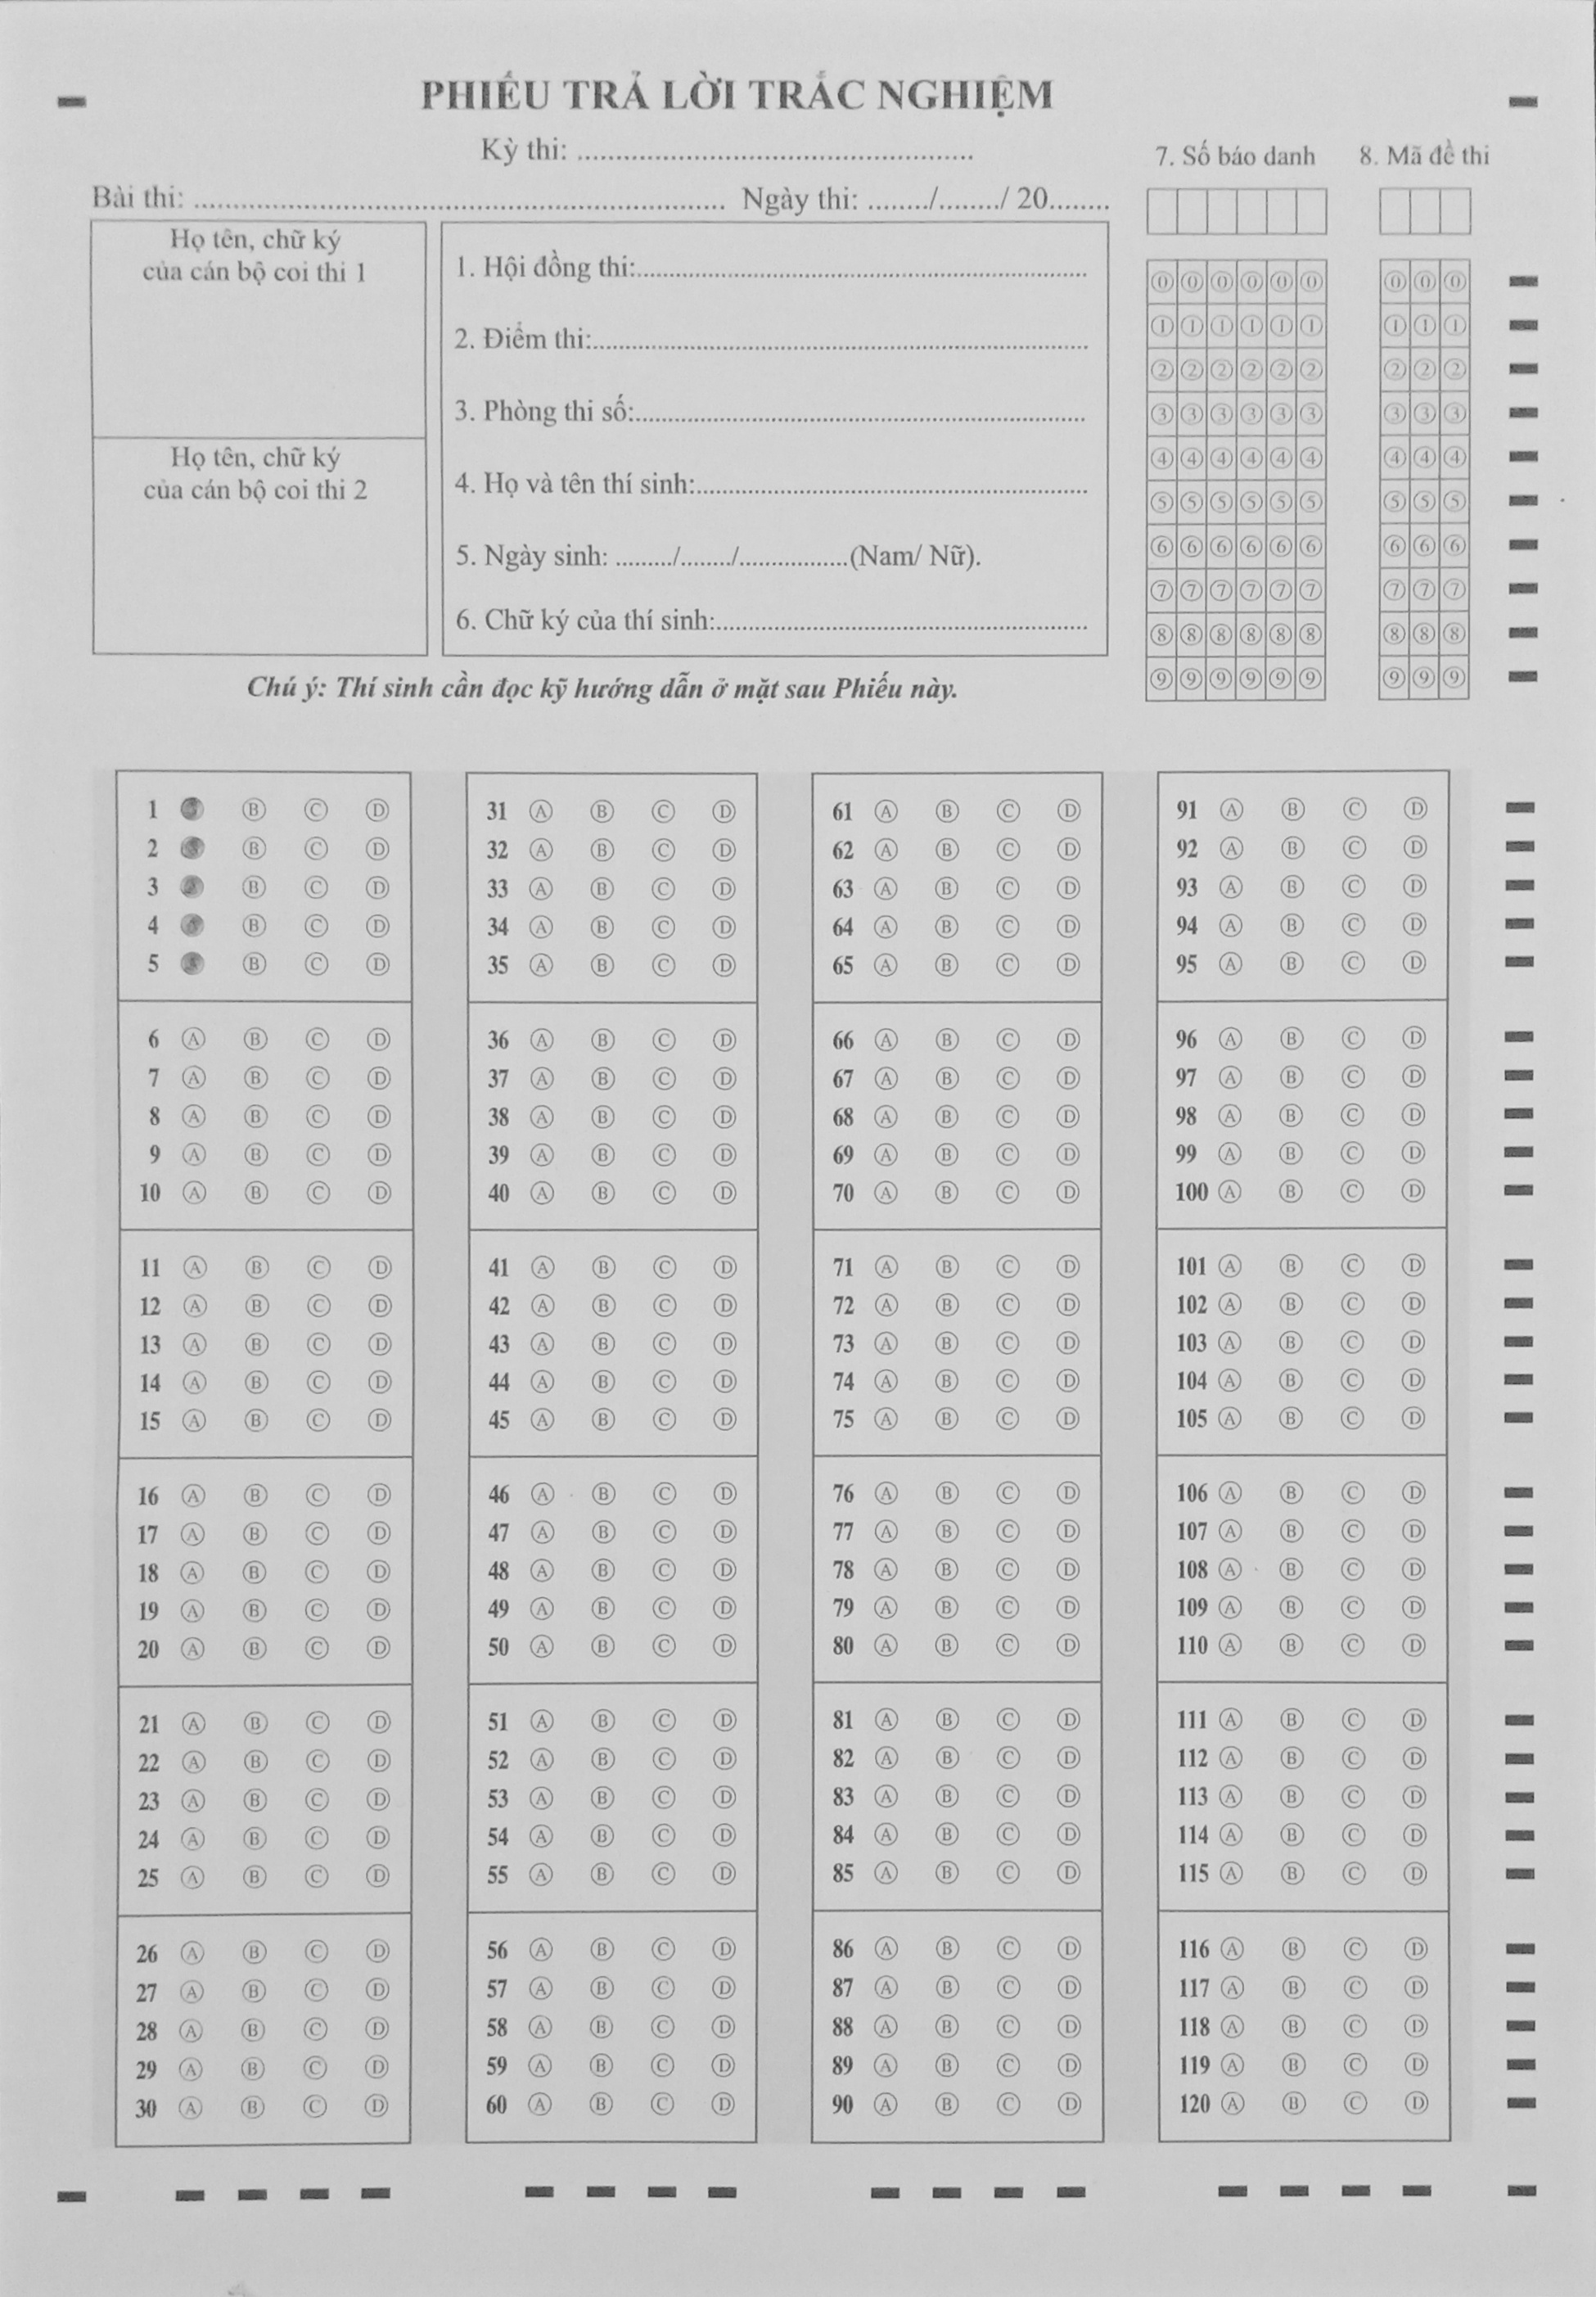 PHIẾU TRẢ LỜI TRẮC NGHIỆM
Kỳ thi: ..................................................
Bài thi: .................................................................... Ngày thi: ......../......../ 20........
7. Số báo danh
8. Mã đề thi
Họ tên, chữ ký
của cán bộ coi thi 1
Họ tên, chữ ký
của cán bộ coi thi 2
1. Hội đồng thi:..........................................................
2. Điểm thi:................................................................
3. Phòng thi số:..........................................................
4. Họ và tên thí sinh:..................................................
5. Ngày sinh: ........./......../.................(Nam/ Nữ).
6. Chữ ký của thí sinh:...............................................
0 0 0 0 0 0 0 0 0
1 1 1 1 1 1 1 1 1
2 2 2 2 2 2 2 2 2
3 3 3 3 3 3 3 3 3
4 4 4 4 4 4 4 4 4
5 5 5 5 5 5 5 5 5
6 6 6 6 6 6 6 6 6
7 7 7 7 7 7 7 7 7
8 8 8 8 8 8 8 8 8
9 9 9 9 9 9 9 9 9
Chú ý: Thí sinh cần đọc kỹ hướng dẫn ở mặt sau Phiếu này.
1 B C D
2 B C D
3 B C D
4 B C D
5 B C D
6 A B C D
7 A B C D
8 A B C D
9 A B C D
10 A B C D
11 A B C D
12 A B C D
13 A B C D
14 A B C D
15 A B C D
16 A B C D
17 A B C D
18 A B C D
19 A B C D
20 A B C D
21 A B C D
22 A B C D
23 A B C D
24 A B C D
25 A B C D
26 A B C D
27 A B C D
28 A B C D
29 A B C D
30 A B C D
31 A B C D
32 A B C D
33 A B C D
34 A B C D
35 A B C D
36 A B C D
37 A B C D
38 A B C D
39 A B C D
40 A B C D
41 A B C D
42 A B C D
43 A B C D
44 A B C D
45 A B C D
46 A B C D
47 A B C D
48 A B C D
49 A B C D
50 A B C D
51 A B C D
52 A B C D
53 A B C D
54 A B C D
55 A B C D
56 A B C D
57 A B C D
58 A B C D
59 A B C D
60 A B C D
61 A B C D
62 A B C D
63 A B C D
64 A B C D
65 A B C D
66 A B C D
67 A B C D
68 A B C D
69 A B C D
70 A B C D
71 A B C D
72 A B C D
73 A B C D
74 A B C D
75 A B C D
76 A B C D
77 A B C D
78 A B C D
79 A B C D
80 A B C D
81 A B C D
82 A B C D
83 A B C D
84 A B C D
85 A B C D
86 A B C D
87 A B C D
88 A B C D
89 A B C D
90 A B C D
91 A B C D
92 A B C D
93 A B C D
94 A B C D
95 A B C D
96 A B C D
97 A B C D
98 A B C D
99 A B C D
100 A B C D
101 A B C D
102 A B C D
103 A B C D
104 A B C D
105 A B C D
106 A B C D
107 A B C D
108 A B C D
109 A B C D
110 A B C D
111 A B C D
112 A B C D
113 A B C D
114 A B C D
115 A B C D
116 A B C D
117 A B C D
118 A B C D
119 A B C D
120 A B C D